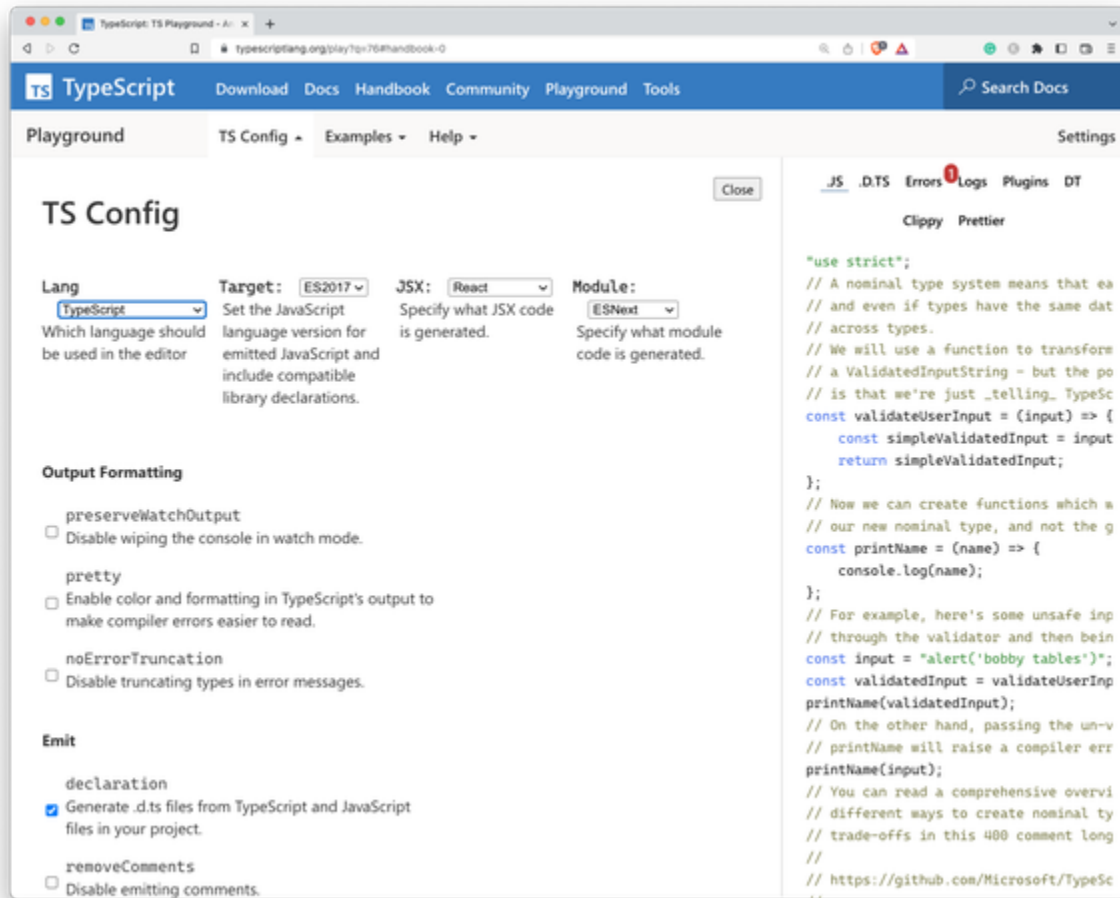 TypeScript: TS Playground - An
typescriptlang.org/play?q=76#handbook-0
TS TypeScript Download Docs Handbook Community Playground Tools Search Docs
Playground TS Config Examples Help Settings
Close
TS Config
Lang
TypeScript
Which language should
be used in the editor
Target: ES2017
Set the JavaScript
language version for
emitted JavaScript and
include compatible
library declarations.
JSX: React
Specify what JSX code
is generated.
Module:
ESNext
Specify what module
code is generated.
Output Formatting
preserveWatchOutput
Disable wiping the console in watch mode.
pretty
Enable color and formatting in TypeScript's output to
make compiler errors easier to read.
noErrorTruncation
Disable truncating types in error messages.
Emit
declaration
Generate .d.ts files from TypeScript and JavaScript
files in your project.
removeComments
Disable emitting comments.
.JS .D.TS Errors 1 Logs Plugins DT
Clippy Prettier
"use strict";
// A nominal type system means that ea
// and even if types have the same dat
// across types.
// We will use a function to transform
// a ValidatedInputString - but the po
// is that we're just _telling_ TypeSc
const validateUserInput = (input) => {
const simpleValidatedInput = input
return simpleValidatedInput;
};
// Now we can create functions which w
// our new nominal type, and not the g
const printName = (name) => {
console.log(name);
};
// For example, here's some unsafe inp
// through the validator and then bein
const input = "alert('bobby tables')";
const validatedInput = validateUserInp
printName(validatedInput);
// On the other hand, passing the un-v
// printName will raise a compiler err
printName(input);
// You can read a comprehensive overvi
// different ways to create nominal ty
// trade-offs in this 400 comment long
//
// https://github.com/Microsoft/TypeSc